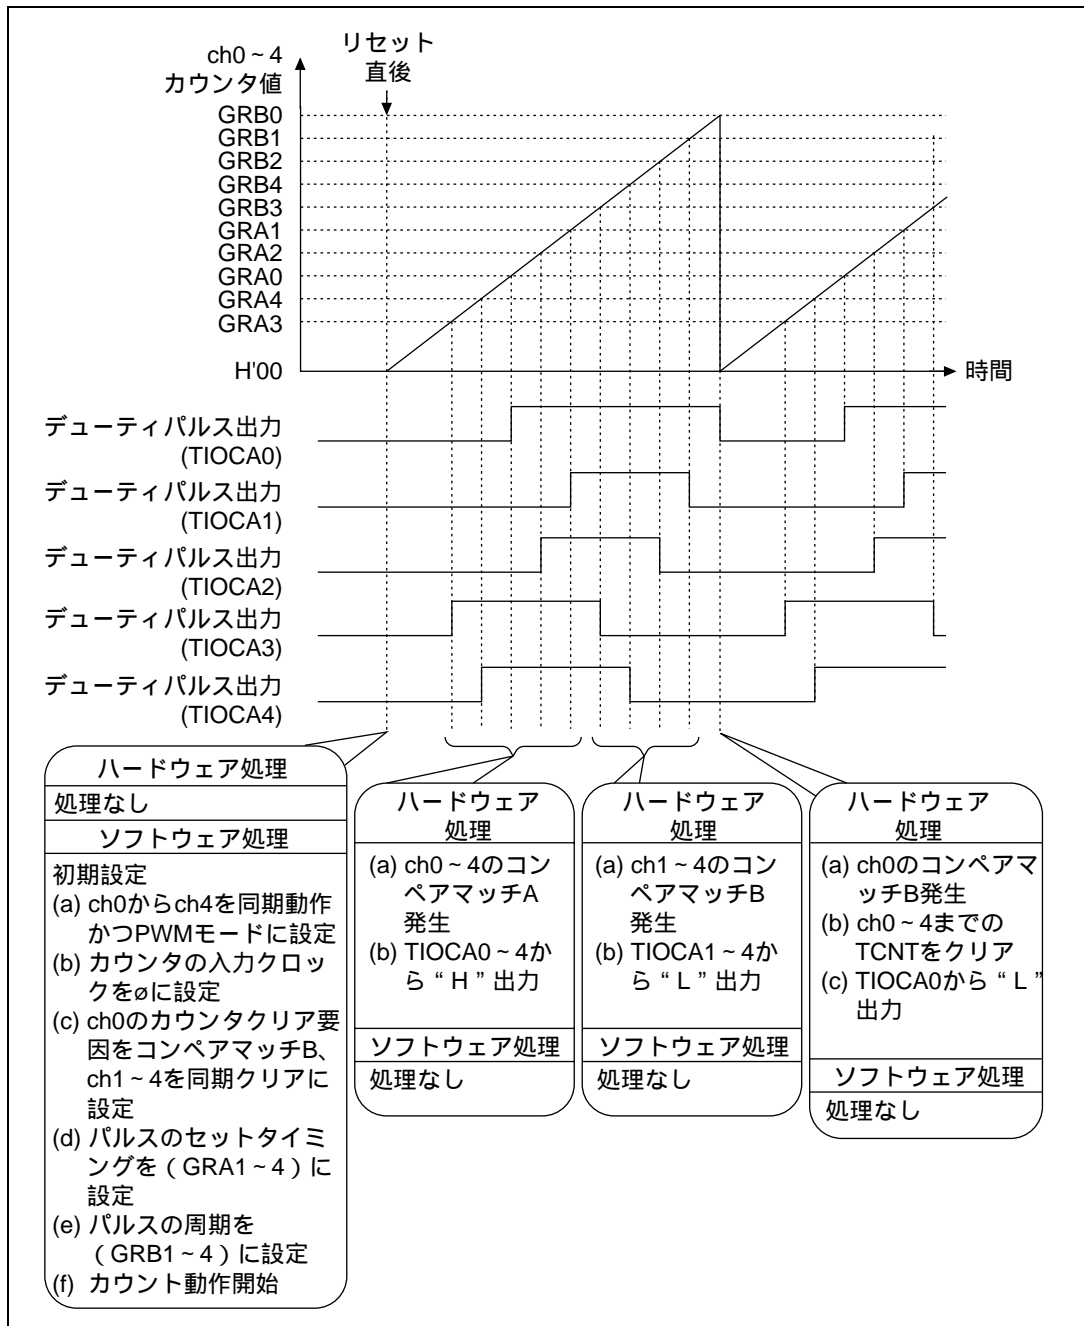 ch0～4
カウンタ値
リセット
直後
GRB0
GRB1
GRB2
GRB4
GRB3
GRA1
GRA2
GRA0
GRA4
GRA3
H'00
時間
デューティパルス出力
(TIOCA0)
デューティパルス出力
(TIOCA1)
デューティパルス出力
(TIOCA2)
デューティパルス出力
(TIOCA3)
デューティパルス出力
(TIOCA4)
ハードウェア処理
処理なし
ソフトウェア処理
初期設定
(a) ch0からch4を同期動作
かつPWMモードに設定
(b) カウンタの入力クロッ
クをøに設定
(c) ch0のカウンタクリア要
因をコンペアマッチB、
ch1～4を同期クリアに
設定
(d) パルスのセットタイミ
ングを（GRA1～4）に
設定
(e) パルスの周期を
（GRB1～4）に設定
(f) カウント動作開始
ハードウェア
処理
(a) ch0～4のコン
ペアマッチA
発生
(b) TIOCA0～4か
ら“H”出力
ソフトウェア処理
処理なし
ハードウェア
処理
(a) ch1～4のコン
ペアマッチB
発生
(b) TIOCA1～4か
ら“L”出力
ソフトウェア処理
処理なし
ハードウェア
処理
(a) ch0のコンペアマ
ッチB発生
(b) ch0～4までの
TCNTをクリア
(c) TIOCA0から“L”
出力
ソフトウェア処理
処理なし